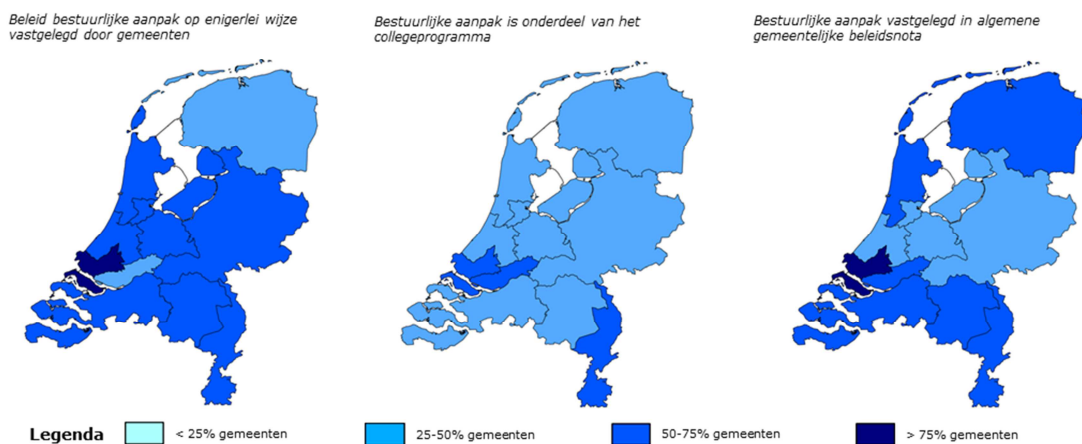 Beleid bestuurlijke aanpak op enigerlei wijze
vastgelegd door gemeenten
Bestuurlijke aanpak is onderdeel van het
collegeprogramma
Bestuurlijke aanpak vastgelegd in algemene
gemeentelijke beleidsnota
Legenda
< 25% gemeenten
25-50% gemeenten
50-75% gemeenten
> 75% gemeenten